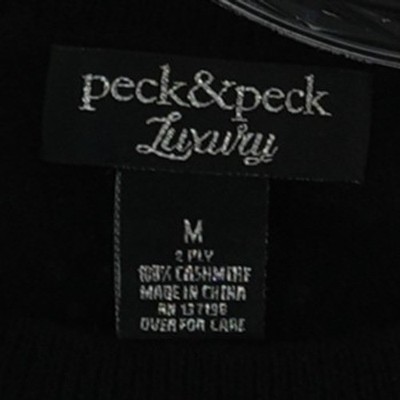 peck&peck
Luxury
M
2 PLY
100% CASHMERE
MADE IN CHINA
RN 137196
OVER FOR CARE